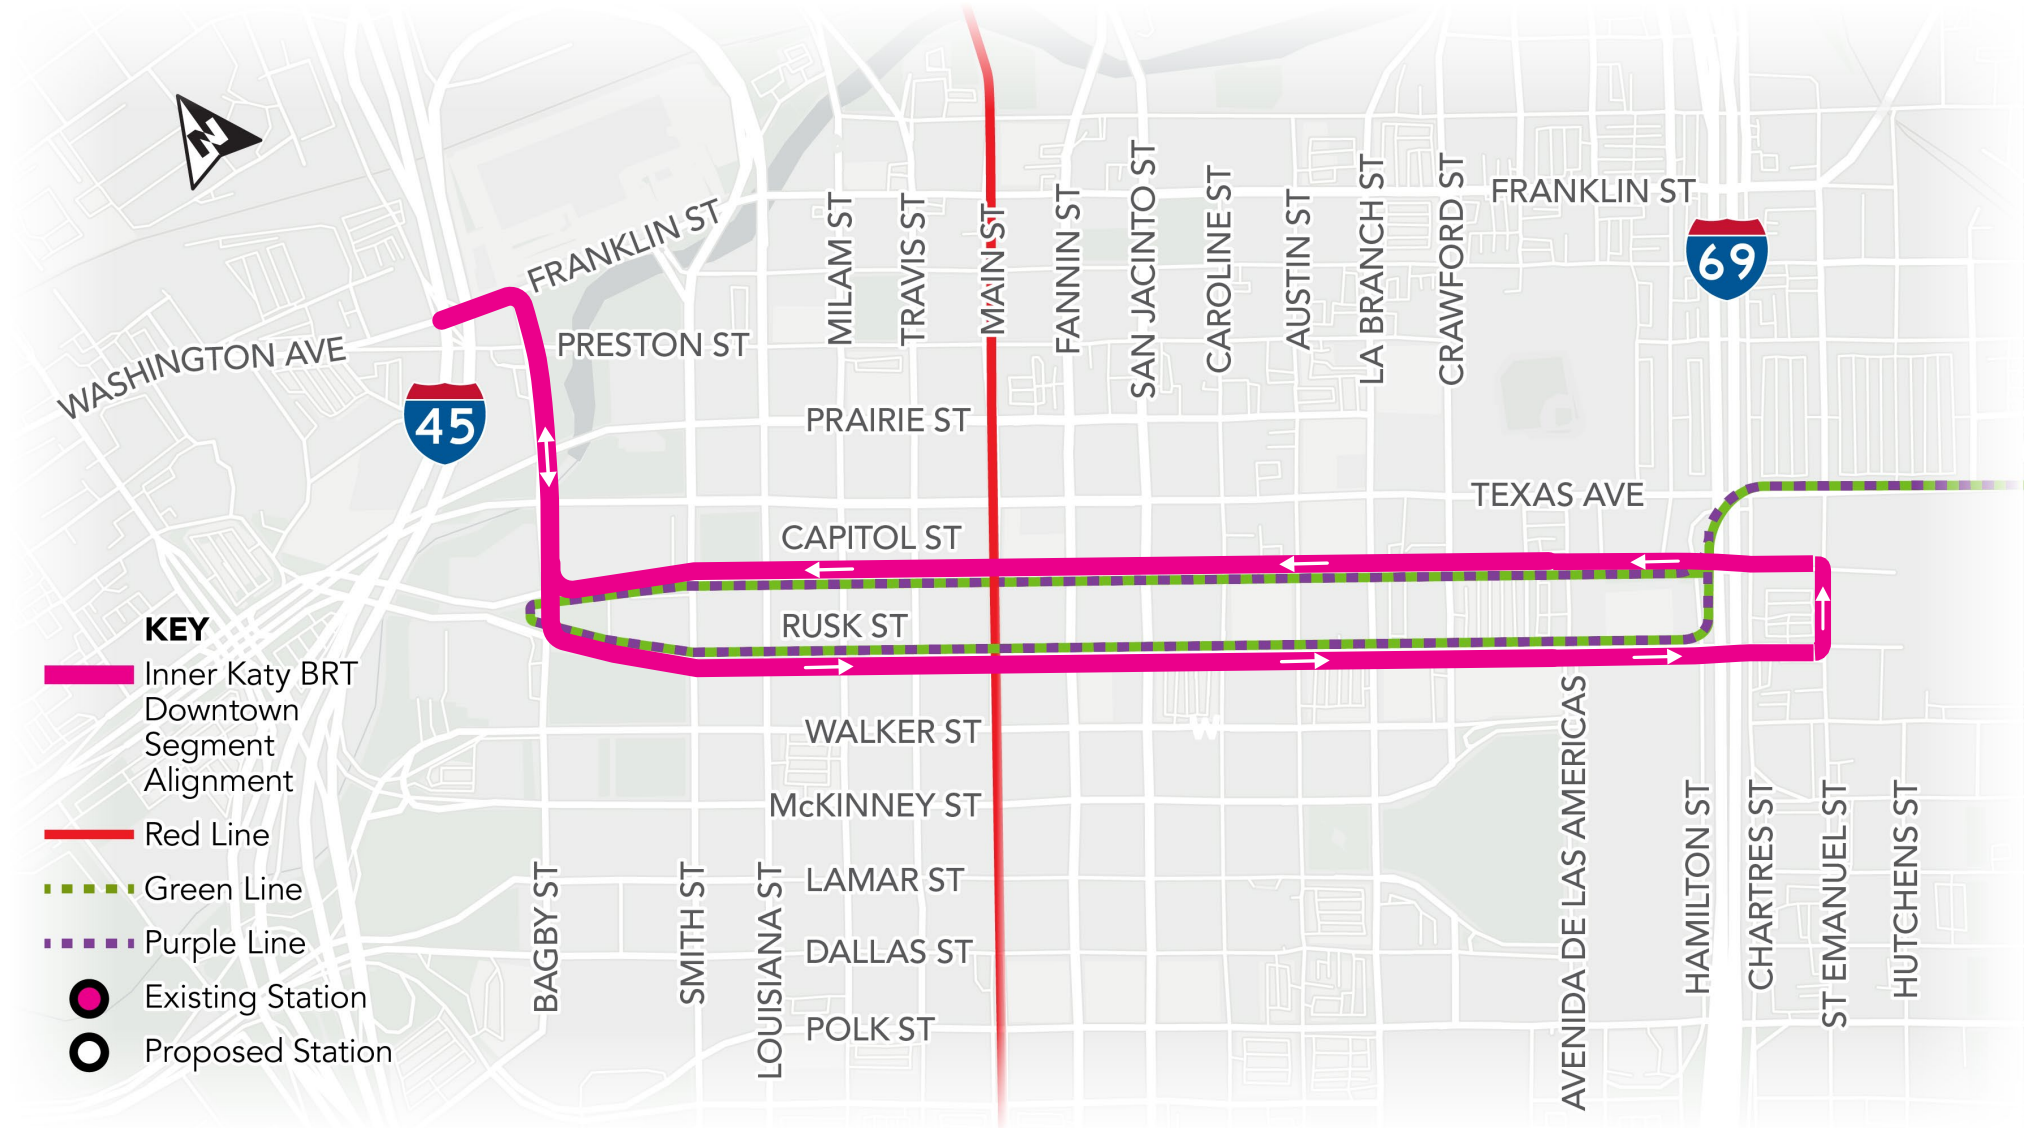 N
FRANKLIN ST
WASHINGTON AVE
45
PRESTON ST
MILAM ST
TRAVIS ST
MAIN ST
FANNIN ST
SAN JACINTO ST
CAROLINE ST
AUSTIN ST
LA BRANCH ST
CRAWFORD ST
FRANKLIN ST
69
PRAIRIE ST
TEXAS AVE
CAPITOL ST
RUSK ST
WALKER ST
W
McKINNEY ST
LAMAR ST
DALLAS ST
POLK ST
BAGBY ST
SMITH ST
LOUISIANA ST
AVENIDA DE LAS AMERICAS
HAMILTON ST
CHARTRES ST
ST EMANUEL ST
HUTCHENS ST
KEY
Inner Katy BRT
Downtown
Segment
Alignment
Red Line
Green Line
Purple Line
Existing Station
Proposed Station